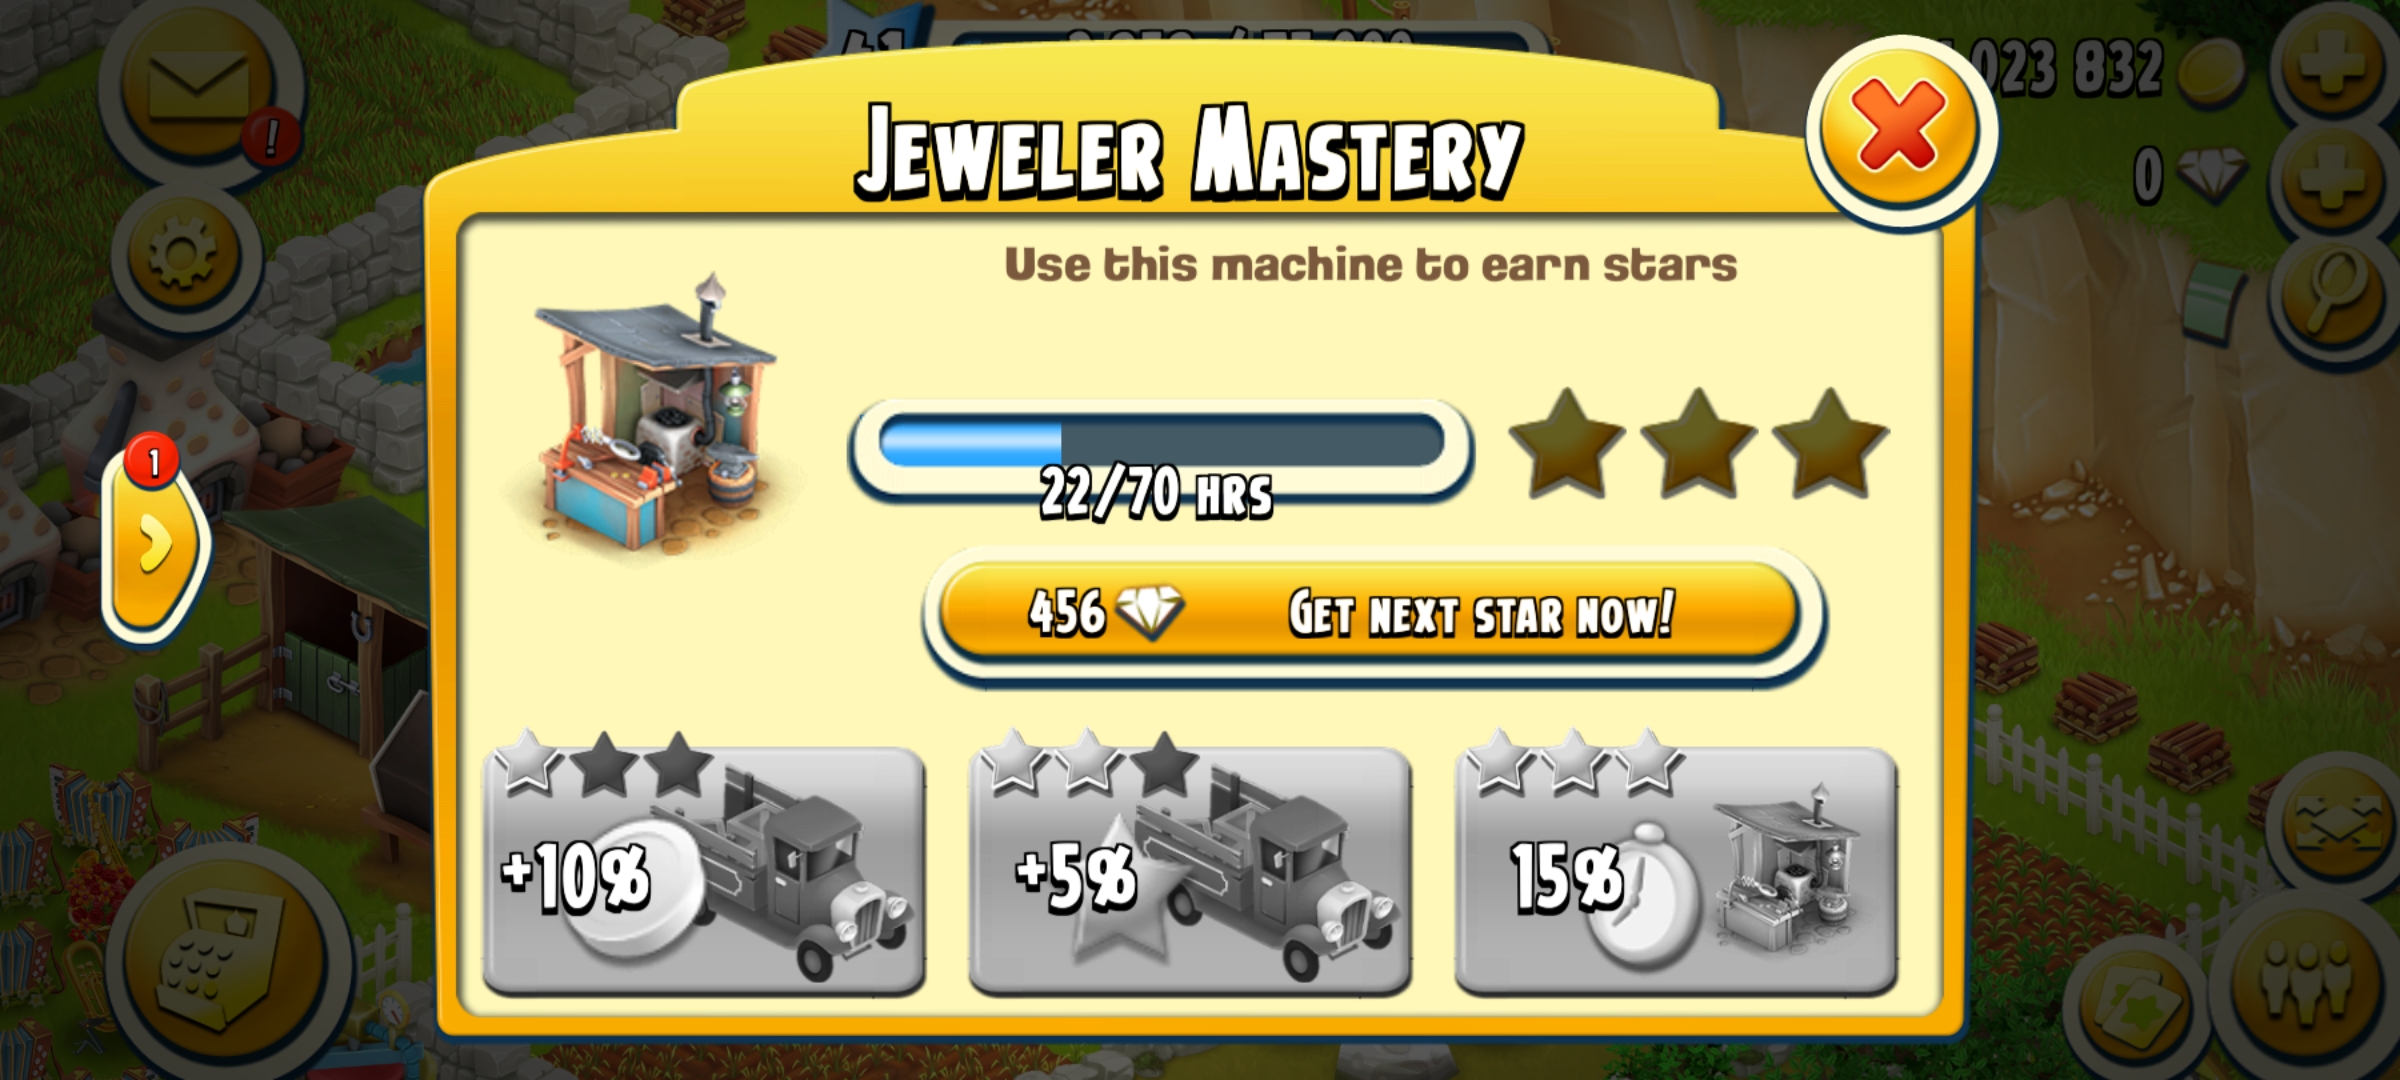 JEWELER MASTERY
023 832
0
!
Use this machine to earn stars
1
22/70 HRS
456 GET NEXT STAR NOW!
+10%
+5%
15%